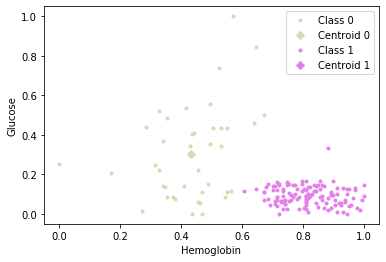 Class 0
Centroid 0
Class 1
Centroid 1
Glucose
1.0
0.8
0.6
0.4
0.2
0.0
0.0 0.2 0.4 0.6 0.8 1.0
Hemoglobin